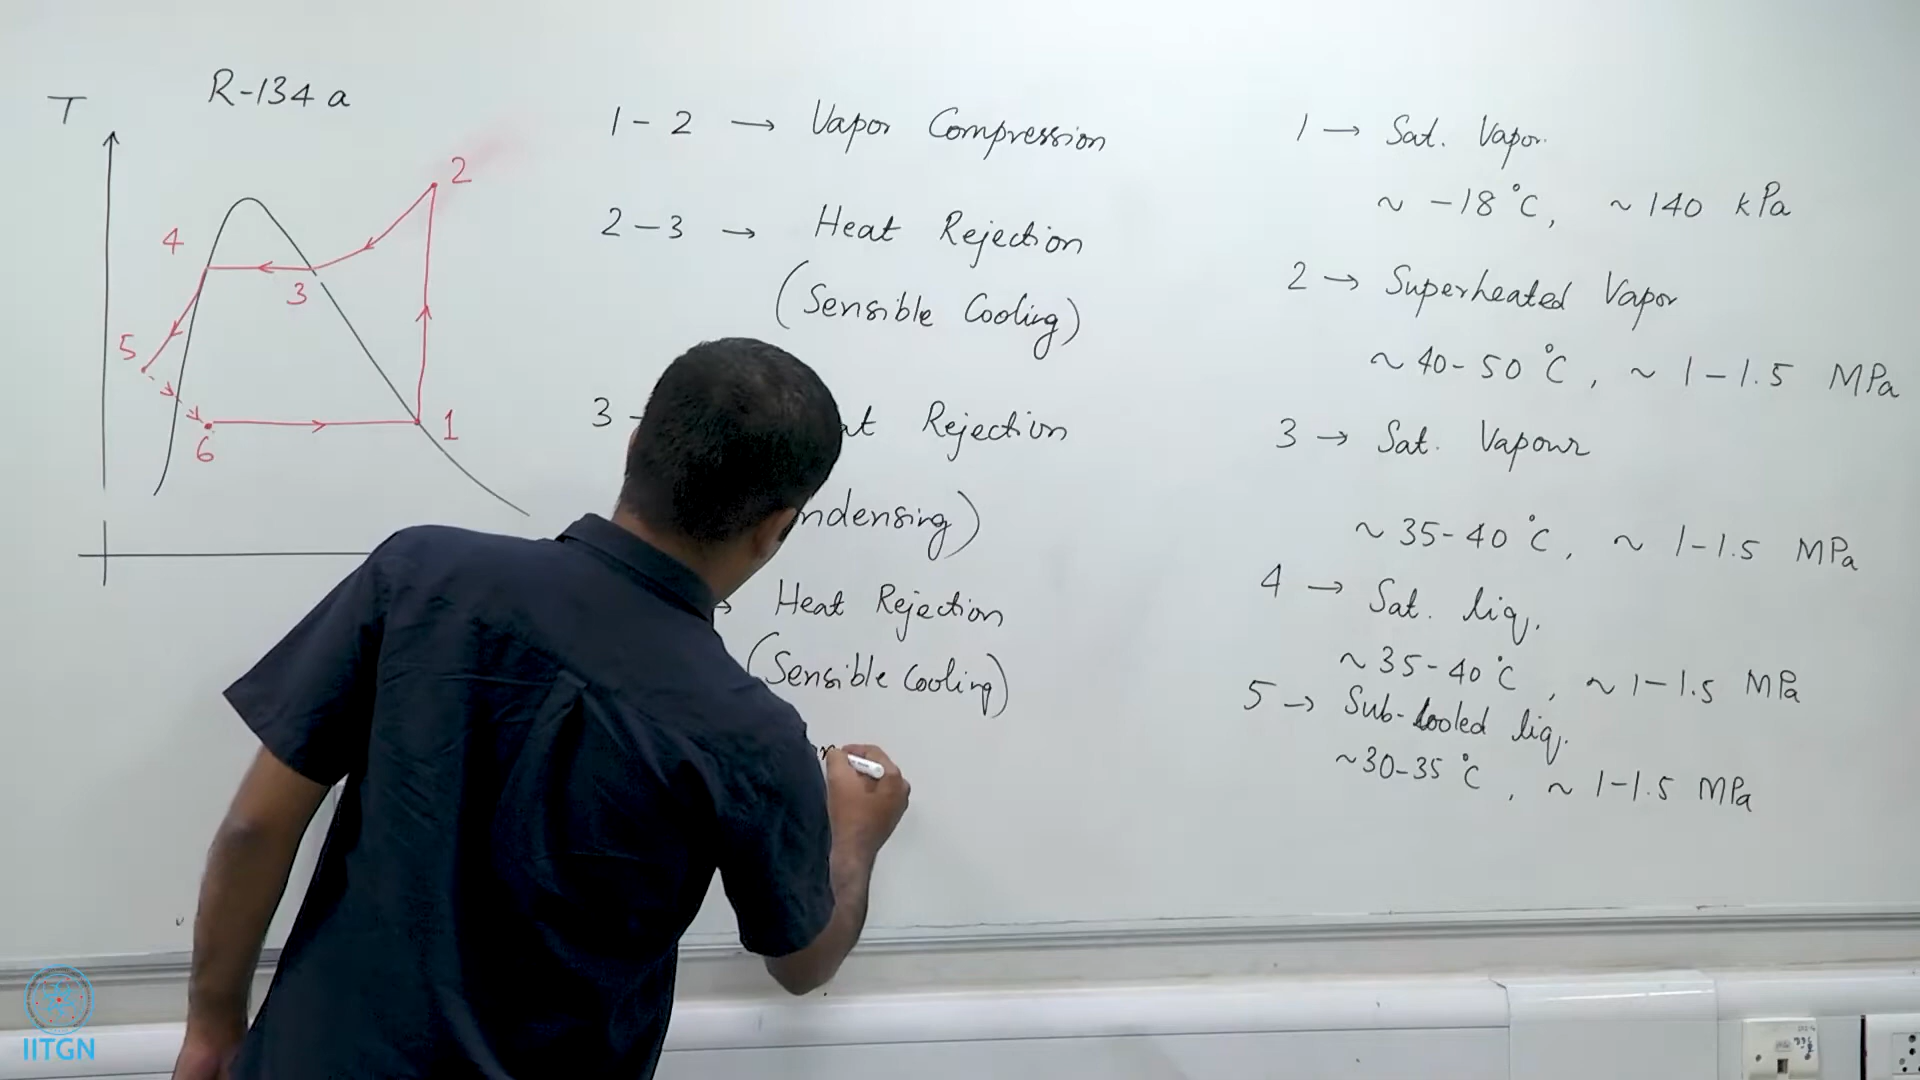 T
R-134 a
2
4
3
5
6
1
1 - 2 → Vapor Compression
2 - 3 → Heat Rejection
(Sensible Cooling)
3 -
Rejection
Heat Rejection
(Sensible Cooling)
1 → Sat. Vapor.
~ -18 °C, ~ 140 kPa
2 → Superheated Vapor
~ 40-50 °C, ~ 1-1.5 MPa
3 → Sat. Vapour
~ 35-40 °C, ~ 1-1.5 MPa
4 → Sat. liq.
~ 35-40 °C, ~ 1-1.5 MPa
5 → Sub-Cooled liq.
~30-35 °C, ~ 1-1.5 MPa
IITGN